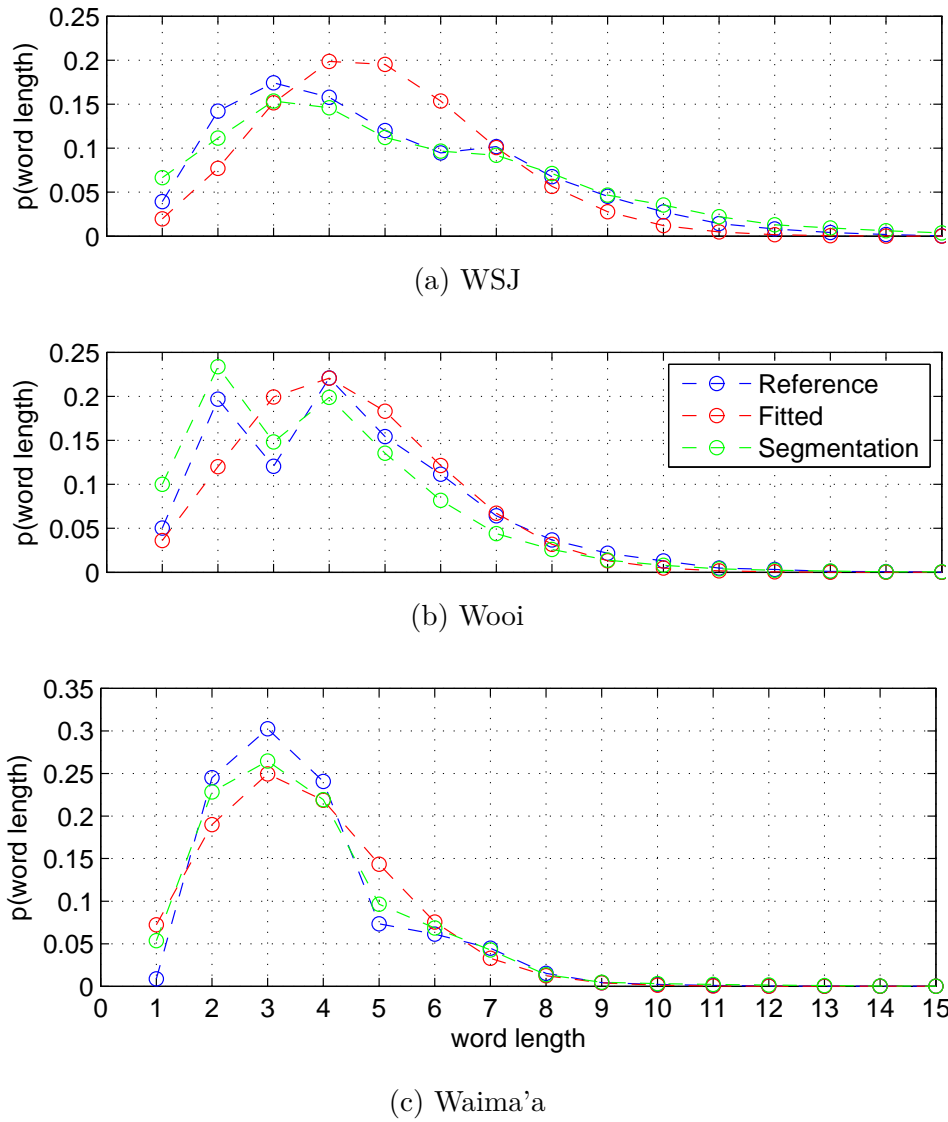 0.25
0.2
0.15
0.1
0.05
0
p(word length)
(a) WSJ
0.25
0.2
0.15
0.1
0.05
0
p(word length)
Reference
Fitted
Segmentation
(b) Wooi
0.35
0.3
0.25
0.2
0.15
0.1
0.05
0
p(word length)
0 1 2 3 4 5 6 7 8 9 10 11 12 13 14 15
word length
(c) Waima'a